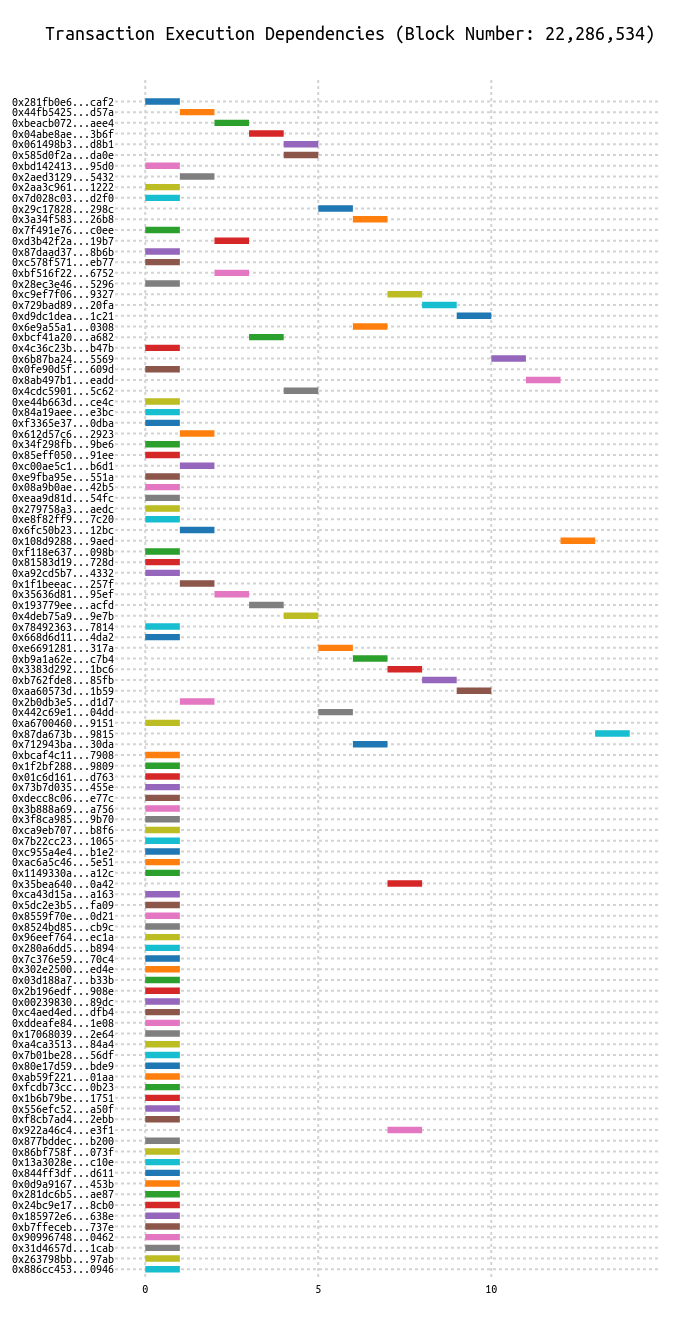 Transaction Execution Dependencies (Block Number: 22,286,534)
0x281fb0e6...caf2
0x44fb5425...d57a
0xbeacb072...aee4
0x04abe8ae...3b6f
0x061498b3...d8b1
0x585d0f2a...da0e
0xbd142413...95d0
0x2aed3129...5432
0x2aa3c961...1222
0x7d028c03...d2f0
0x29c17828...298c
0x3a34f583...26b8
0x7f491e76...c0ee
0xd3b42f2a...19b7
0x87daad37...8b6b
0xc578f571...eb77
0xbf516f22...6752
0x28ec3e46...5296
0xc9ef7f06...9327
0x729bad89...20fa
0xd9dc1dea...1c21
0x6e9a55a1...0308
0xbcf41a20...a682
0x4c36c23b...b47b
0x6b87ba24...5569
0x0fe90d5f...609d
0x8ab497b1...eadd
0x4cdc5901...5c62
0xe44b663d...ce4c
0x84a19aee...e3bc
0xf3365e37...0dba
0x612d57c6...2923
0x34f298fb...9be6
0x85eff050...91ee
0xc00ae5c1...b6d1
0xe9fba95e...551a
0x08a9b0ae...42b5
0xeaa9d81d...54fc
0x279758a3...aedc
0xe8f82ff9...7c20
0x6fc50b23...12bc
0x108d9288...9aed
0xf118e637...098b
0x81583d19...728d
0xa92cd5b7...4332
0x1f1beeac...257f
0x35636d81...95ef
0x193779ee...acfd
0x4deb75a9...9e7b
0x78492363...7814
0x668d6d11...4da2
0xe6691281...317a
0xb9a1a62e...c7b4
0x3383d292...1bc6
0xb762fde8...85fb
0xaa60573d...1b59
0x2b0db3e5...d1d7
0x442c69e1...04dd
0xa6700460...9151
0x87da673b...9815
0x712943ba...30da
0xbcaf4c11...7908
0x1f2bf288...9809
0x01c6d161...d763
0x73b7d035...455e
0xdecc8c06...e77c
0x3b888a69...a756
0x3f8ca985...9b70
0xca9eb707...b8f6
0x7b22cc23...1065
0xc955a4e4...b1e2
0xac6a5c46...5e51
0x1149330a...a12c
0x35bea640...0a42
0xca43d15a...a163
0x5dc2e3b5...fa09
0x8559f70e...0d21
0x8524bd85...cb9c
0x96eef764...ec1a
0x280a6dd5...b894
0x7c376e59...70c4
0x302e2500...ed4e
0x03d188a7...b33b
0x2b196edf...908e
0x00239830...89dc
0xc4aed4ed...dfb4
0xddeafe84...1e08
0x17068039...2e64
0xa4ca3513...84a4
0x7b01be28...56df
0x80e17d59...bde9
0xab59f221...01aa
0xfcdb73cc...0b23
0x1b6b79be...1751
0x556efc52...a50f
0xf8cb7ad4...2ebb
0x922a46c4...e3f1
0x877bddec...b200
0x86bf758f...073f
0x13a3028e...c10e
0x844ff3df...d611
0x0d9a9167...453b
0x281dc6b5...ae87
0x24bc9e17...8cb0
0x185972e6...638e
0xb7ffeceb...737e
0x90996748...0462
0x31d4657d...1cab
0x263798bb...97ab
0x886cc453...0946
0 5 10